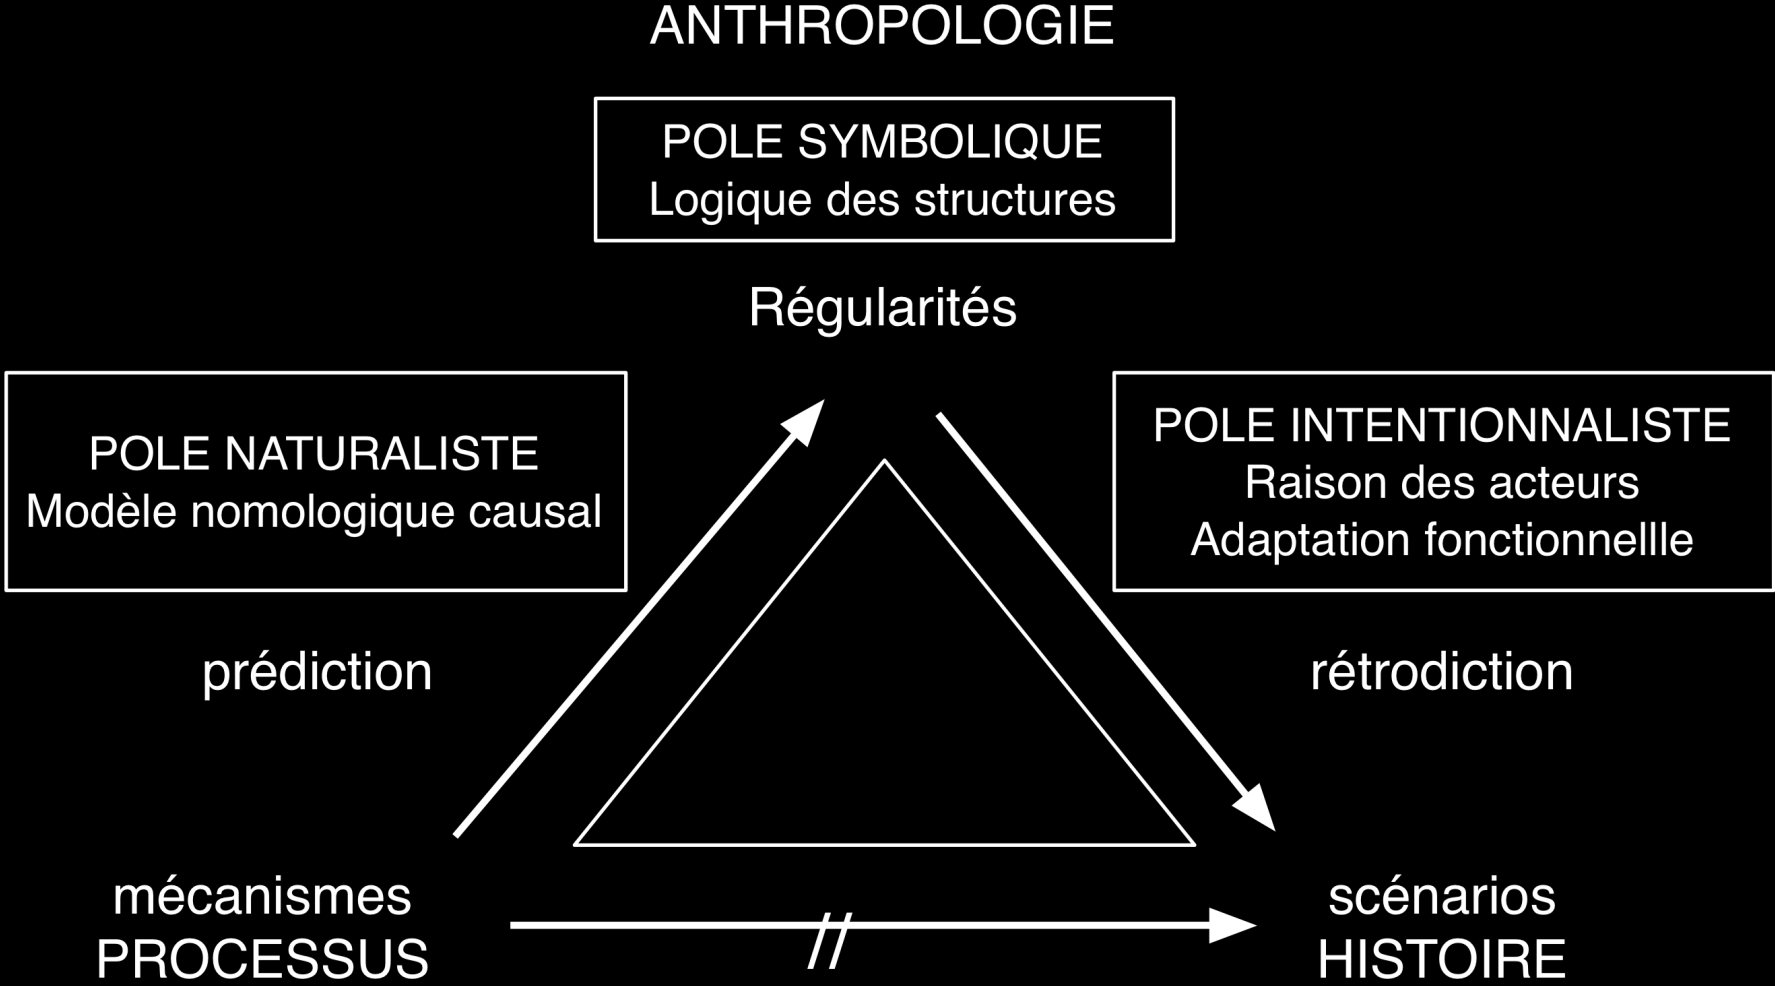 ANTHROPOLOGIE
POLE SYMBOLIQUE
Logique des structures
Régularités
POLE NATURALISTE
Modèle nomologique causal
POLE INTENTIONNALISTE
Raison des acteurs
Adaptation fonctionnellle
prédiction
rétrodiction
mécanismes
PROCESSUS
//
scénarios
HISTOIRE